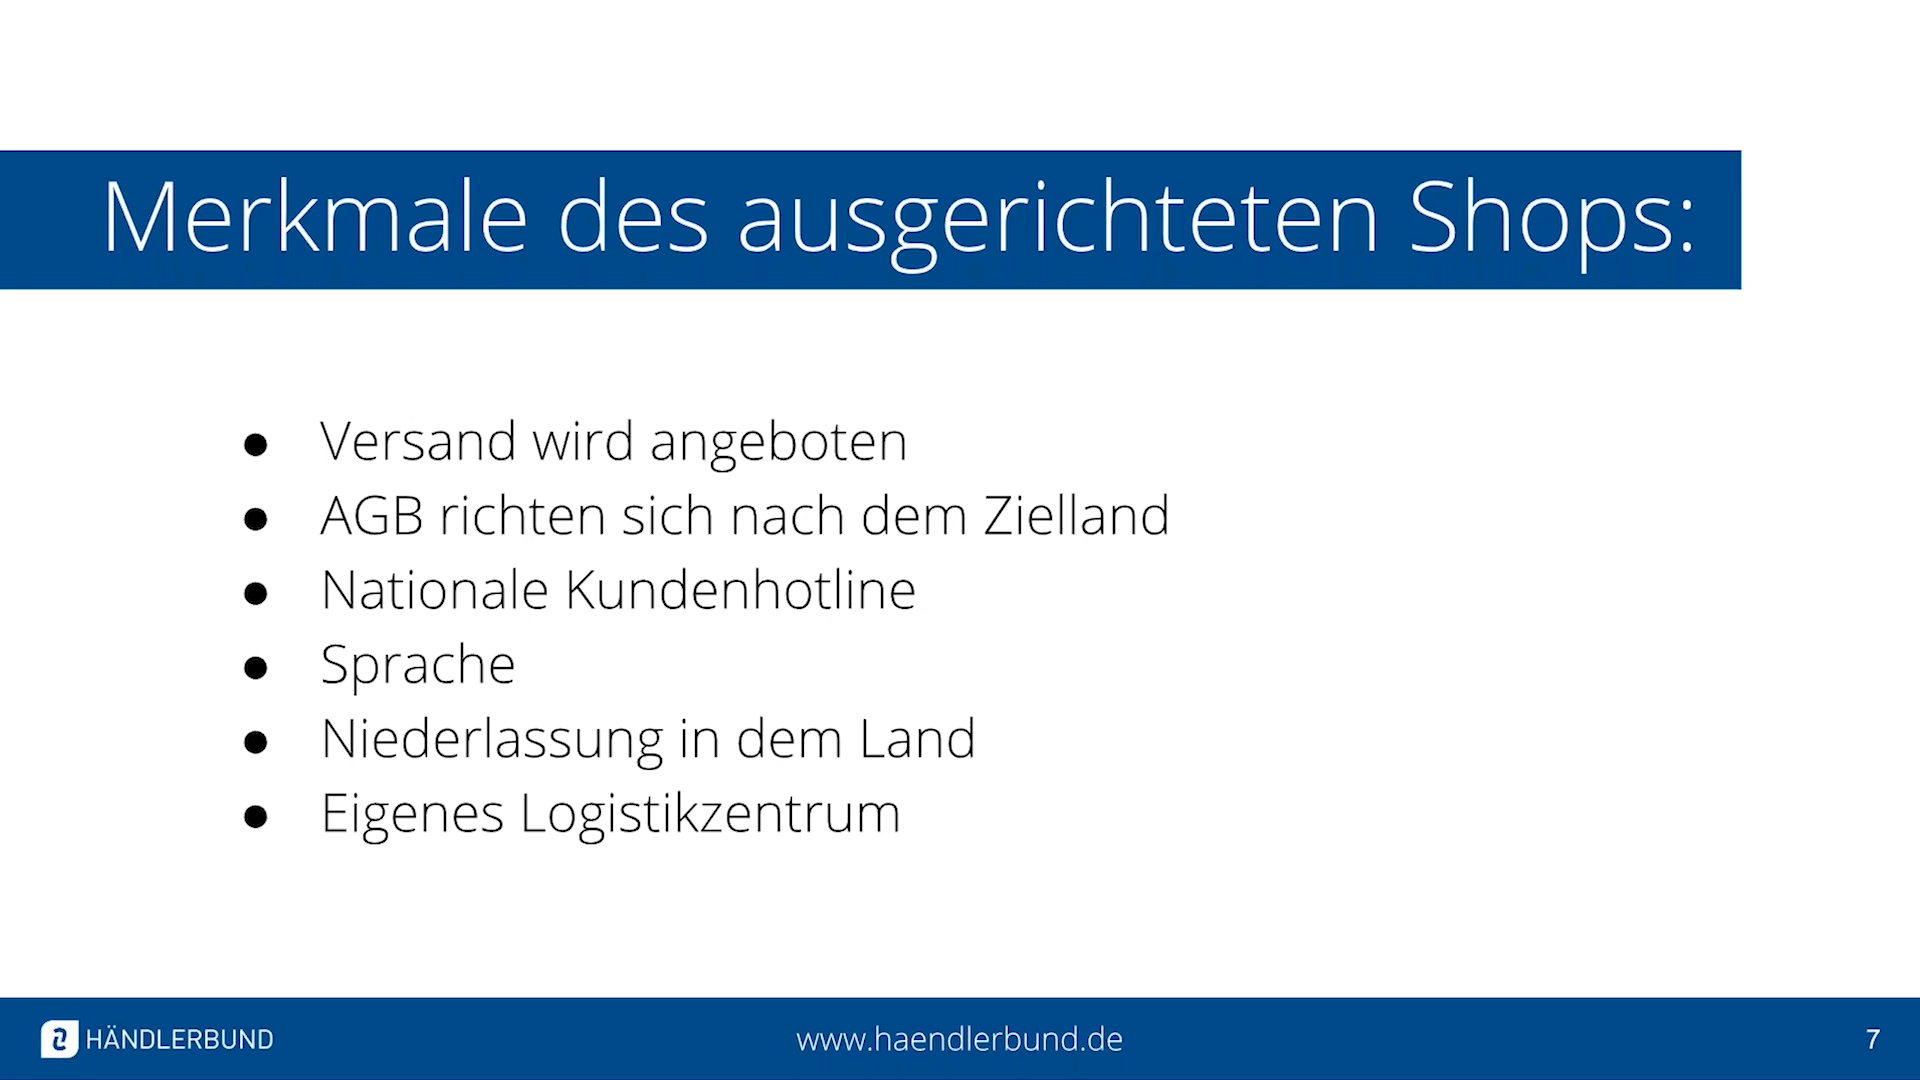 Merkmale des ausgerichteten Shops:
● Versand wird angeboten
● AGB richten sich nach dem Zielland
● Nationale Kundenhotline
● Sprache
● Niederlassung in dem Land
● Eigenes Logistikzentrum
HÄNDLERBUND
www.haendlerbund.de
7